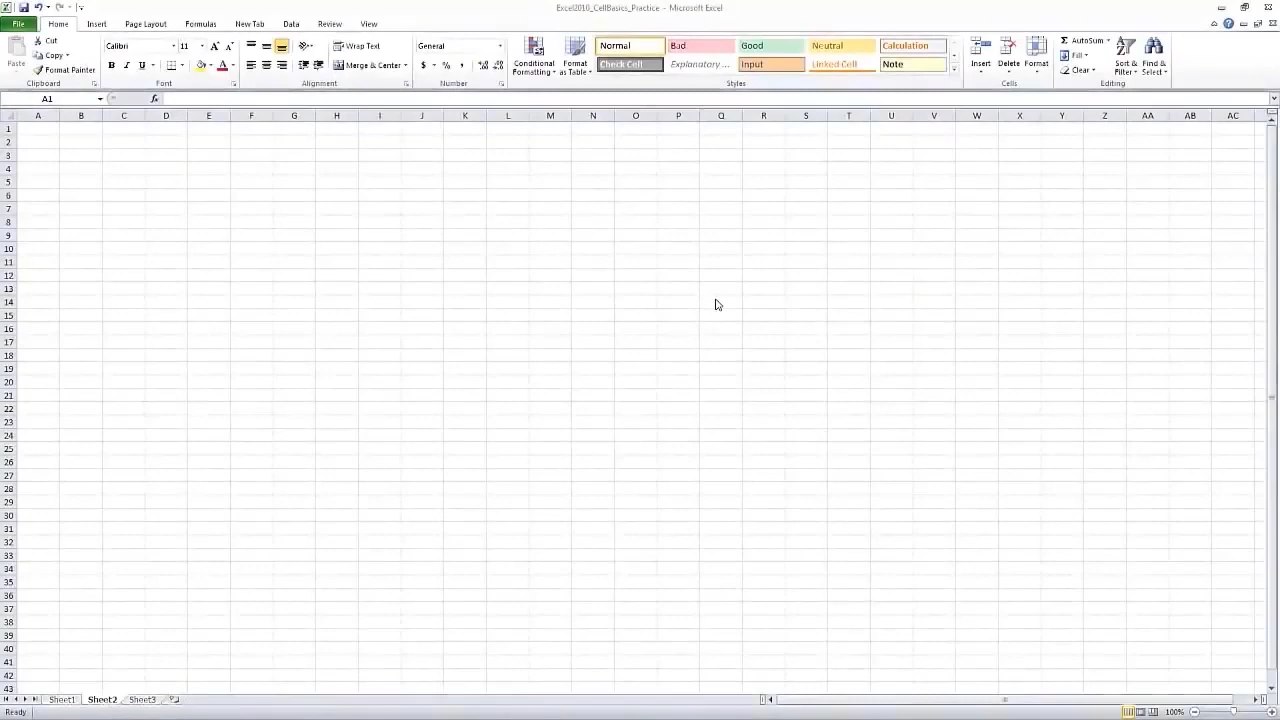 Excel2010_CellBasics_Practice - Microsoft Excel
File Home Insert Page Layout Formulas New Tab Data Review View
Paste Cut Copy Format Painter Clipboard
Calibri 11 B I U A Font
Wrap Text Merge & Center Alignment
General $ % , Number
Conditional Formatting Format as Table
Normal Bad Good Neutral Calculation
Check Cell Explanatory ... Input Linked Cell Note
Styles
Insert Delete Format Cells
AutoSum Fill Clear Sort & Filter Find & Select Editing
A1 fx
A B C D E F G H I J K L M N O P Q R S T U V W X Y Z AA AB AC
1
2
3
4
5
6
7
8
9
10
11
12
13
14
15
16
17
18
19
20
21
22
23
24
25
26
27
28
29
30
31
32
33
34
35
36
37
38
39
40
41
42
43
Sheet1 Sheet2 Sheet3
Ready 100%